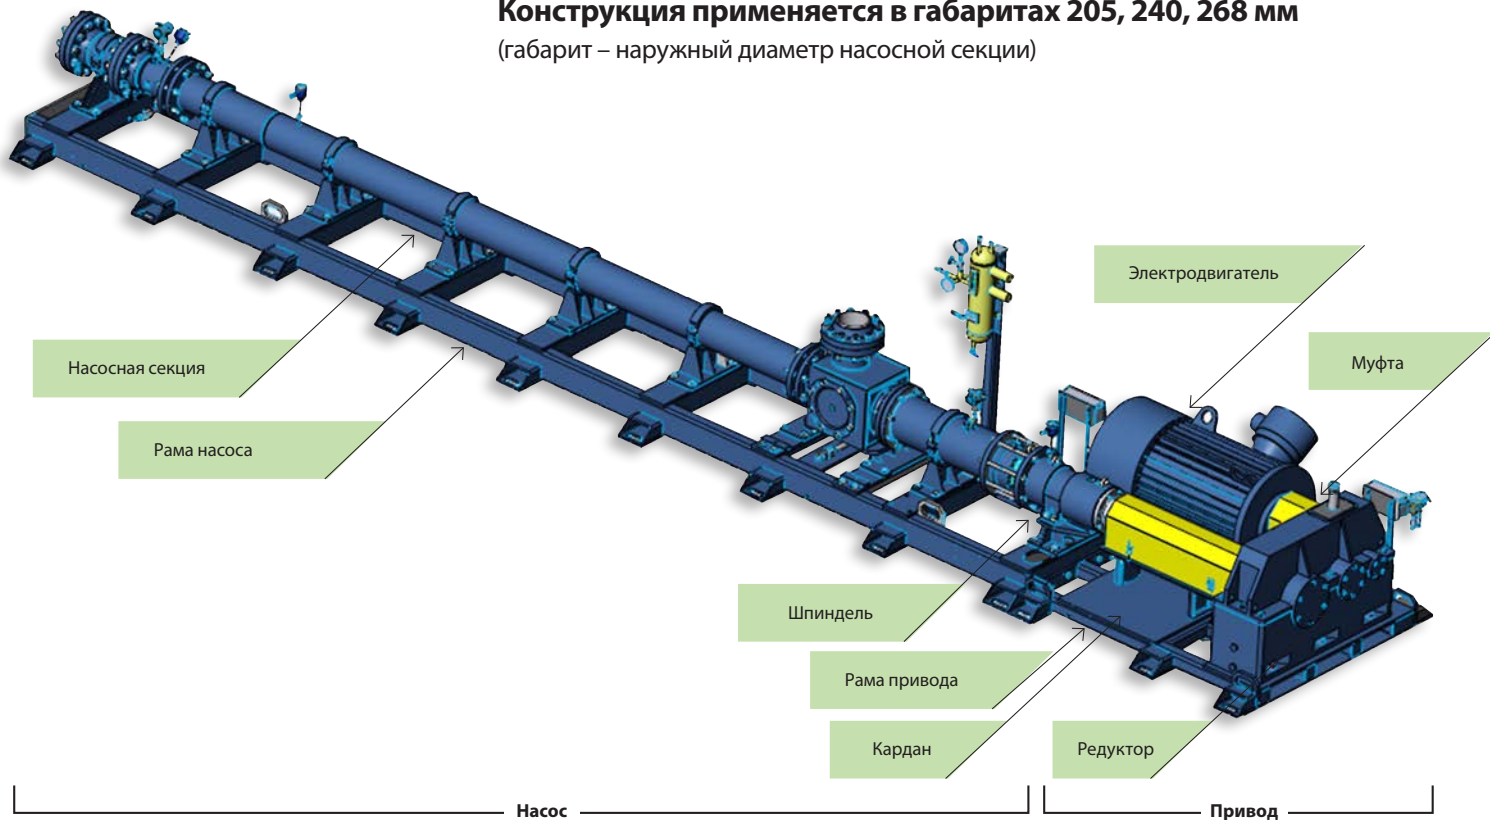 Конструкция применяется в габаритах 205, 240, 268 мм
(габарит – наружный диаметр насосной секции)
Электродвигатель
Муфта
Насосная секция
Рама насоса
Шпиндель
Рама привода
Кардан
Редуктор
Насос
Привод